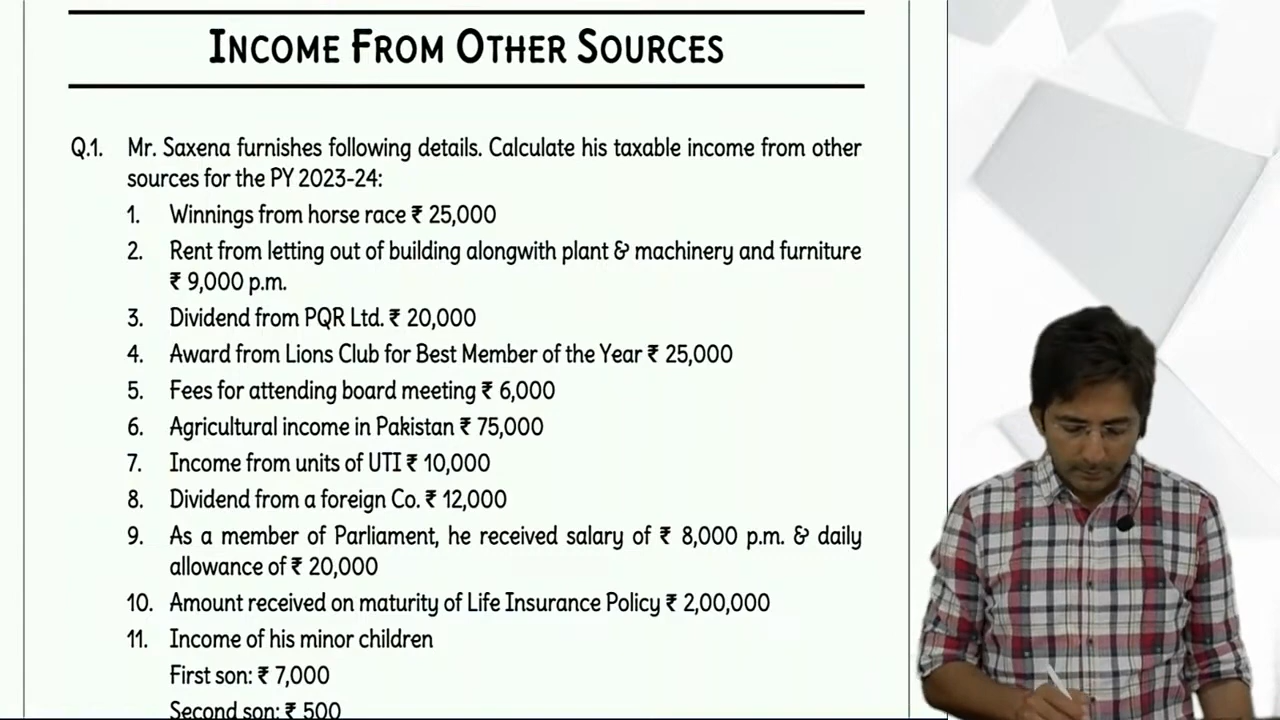 INCOME FROM OTHER SOURCES
Q.1. Mr. Saxena furnishes following details. Calculate his taxable income from other
sources for the PY 2023-24:
1. Winnings from horse race ₹ 25,000
2. Rent from letting out of building alongwith plant & machinery and furniture
₹ 9,000 p.m.
3. Dividend from PQR Ltd. ₹ 20,000
4. Award from Lions Club for Best Member of the Year ₹ 25,000
5. Fees for attending board meeting ₹ 6,000
6. Agricultural income in Pakistan ₹ 75,000
7. Income from units of UTI ₹ 10,000
8. Dividend from a foreign Co. ₹ 12,000
9. As a member of Parliament, he received salary of ₹ 8,000 p.m. & daily
allowance of ₹ 20,000
10. Amount received on maturity of Life Insurance Policy ₹ 2,00,000
11. Income of his minor children
First son: ₹ 7,000
Second son: ₹ 500